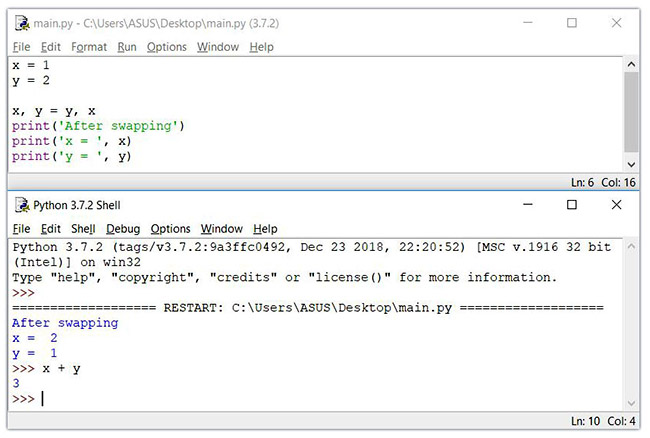 main.py - C:\Users\ASUS\Desktop\main.py (3.7.2)
File Edit Format Run Options Window Help
x = 1
y = 2
x, y = y, x
print('After swapping')
print('x = ', x)
print('y = ', y)
Ln: 6 Col: 16
Python 3.7.2 Shell
File Edit Shell Debug Options Window Help
Python 3.7.2 (tags/v3.7.2:9a3ffc0492, Dec 23 2018, 22:20:52) [MSC v.1916 32 bit
(Intel)] on win32
Type "help", "copyright", "credits" or "license()" for more information.
>>>
=================== RESTART: C:\Users\ASUS\Desktop\main.py ===================
After swapping
x =  2
y =  1
>>> x + y
3
>>>
Ln: 10 Col: 4